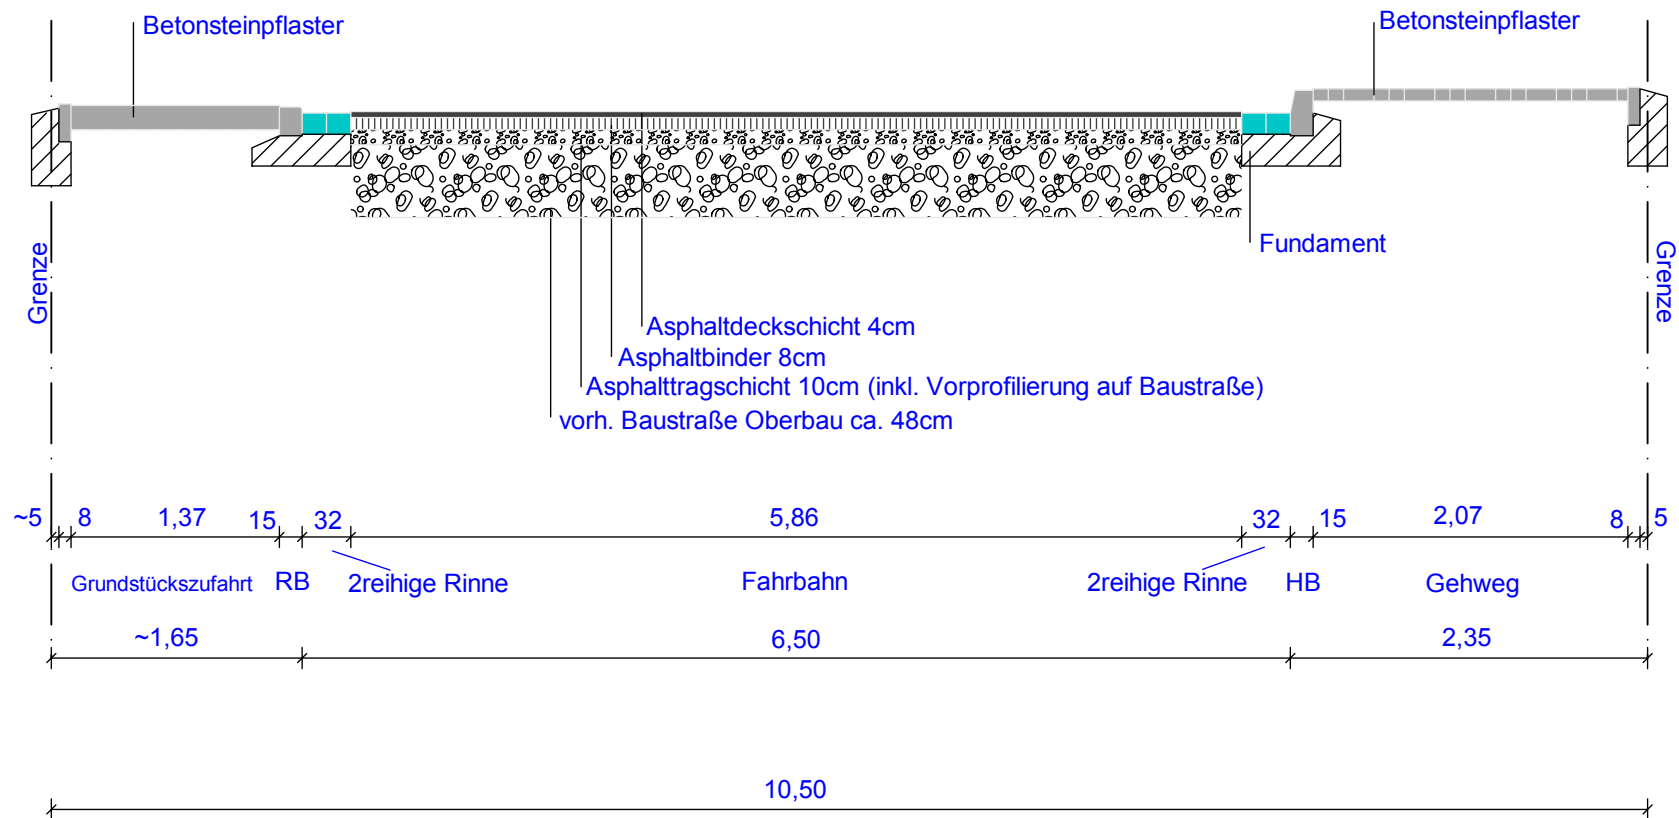 Betonsteinpflaster
Betonsteinpflaster
Grenze
Fundament
Grenze
Asphaltdeckschicht 4cm
Asphaltbinder 8cm
Asphalttragschicht 10cm (inkl. Vorprofilierung auf Baustraße)
vorh. Baustraße Oberbau ca. 48cm
~5 8 1,37 15 32 5,86 32 15 2,07 8 5
Grundstückszufahrt RB 2reihige Rinne Fahrbahn 2reihige Rinne HB Gehweg
~1,65 6,50 2,35
10,50